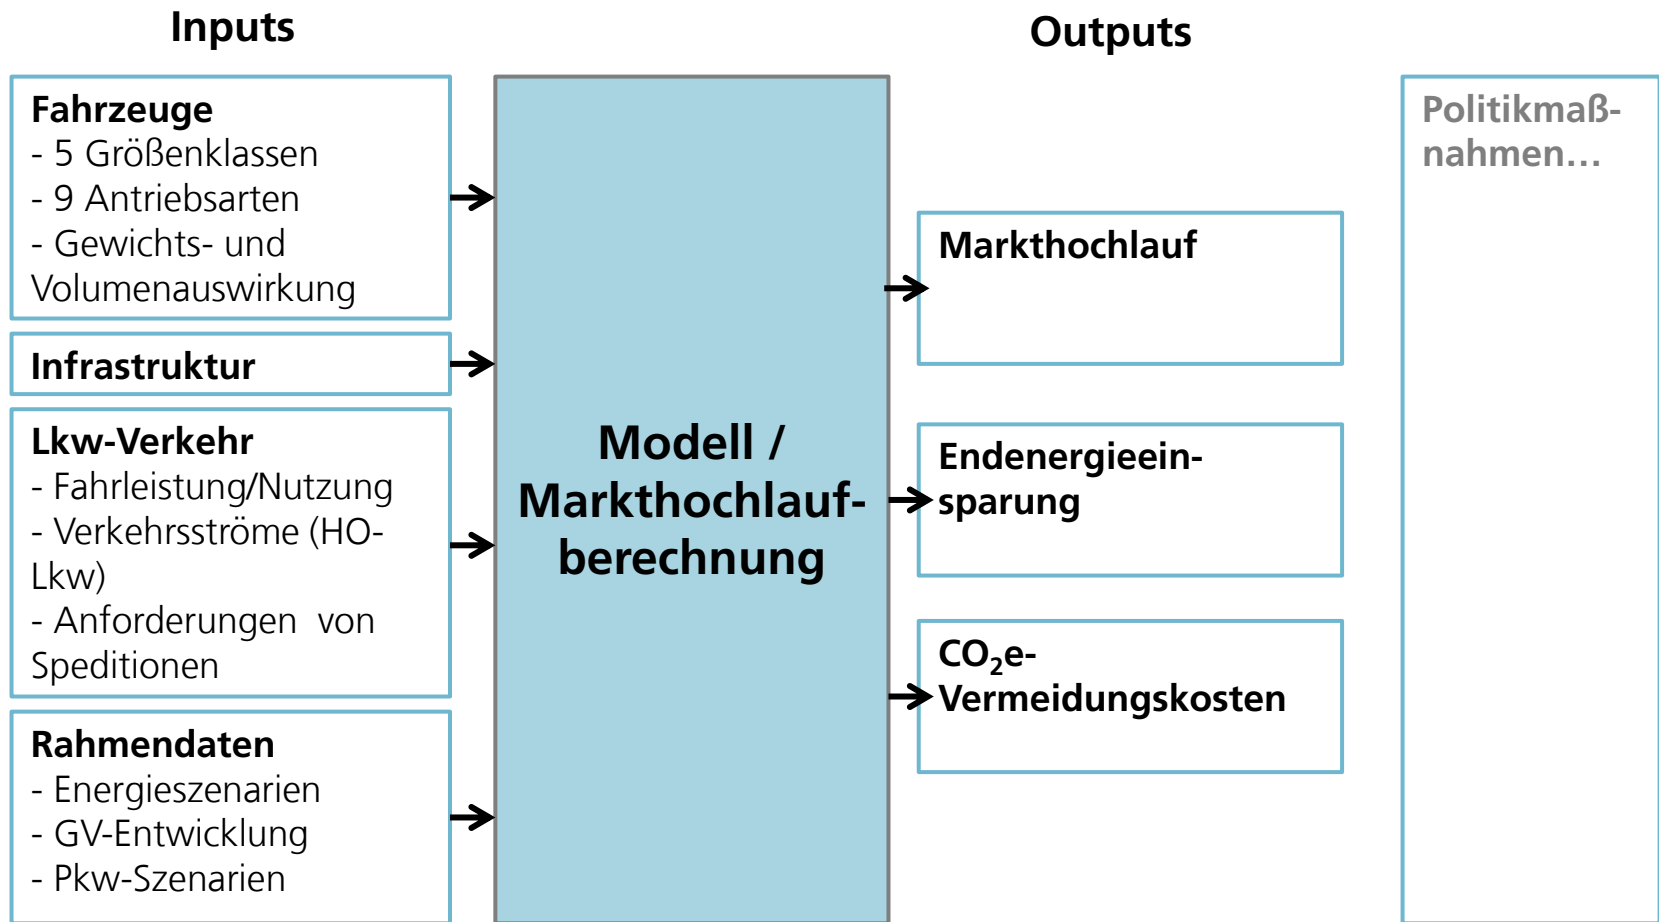 Inputs
Fahrzeuge
- 5 Größenklassen
- 9 Antriebsarten
- Gewichts- und
Volumenauswirkung
Infrastruktur
Lkw-Verkehr
- Fahrleistung/Nutzung
- Verkehrsströme (HO-
Lkw)
- Anforderungen von
Speditionen
Rahmendaten
- Energieszenarien
- GV-Entwicklung
- Pkw-Szenarien
Modell /
Markthochlauf-
berechnung
Outputs
Markthochlauf
Endenergieein-
sparung
CO₂e-
Vermeidungskosten
Politikmaß-
nahmen...